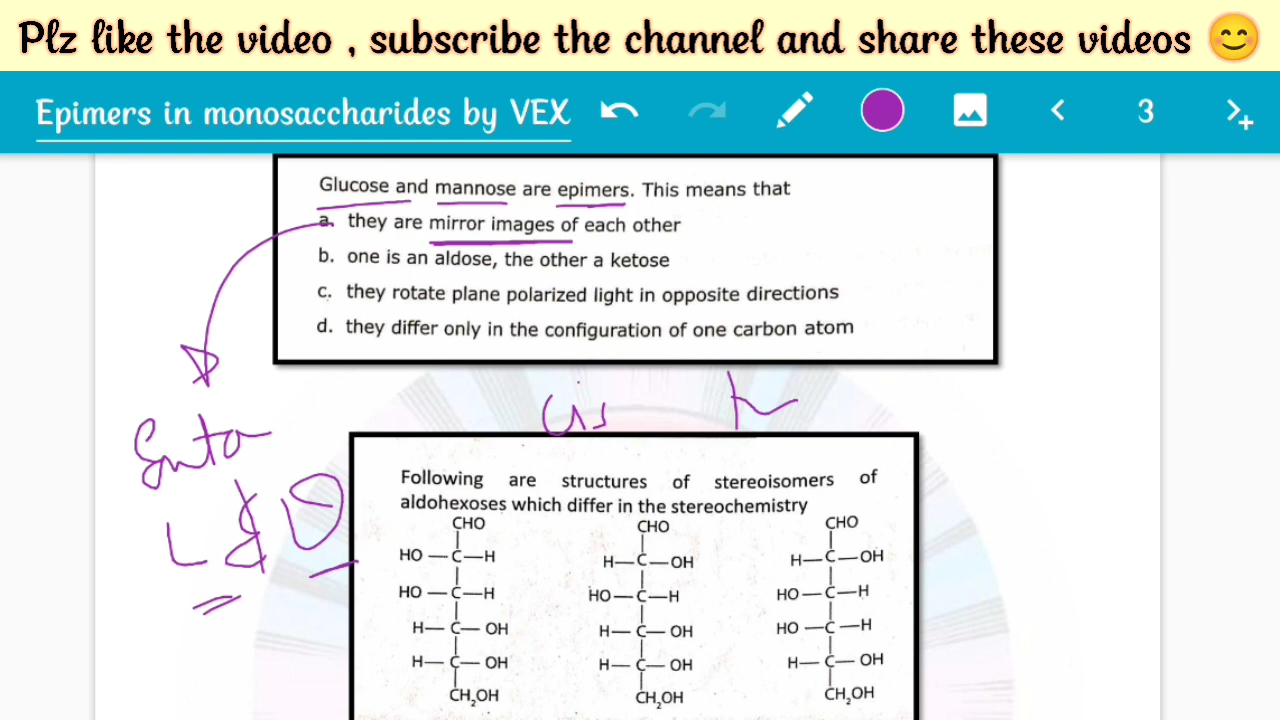 Plz like the video , subscribe the channel and share these videos 😊
Epimers in monosaccharides by VEX
3
Glucose and mannose are epimers. This means that
a. they are mirror images of each other
b. one is an aldose, the other a ketose
c. they rotate plane polarized light in opposite directions
d. they differ only in the configuration of one carbon atom
L & D
Following are structures of stereoisomers of
aldohexoses which differ in the stereochemistry
CHO CHO CHO
HO—C—H H—C—OH H—C—OH
HO—C—H HO—C—H HO—C—H
H—C—OH H—C—OH HO—C—H
H—C—OH H—C—OH H—C—OH
CH₂OH CH₂OH CH₂OH